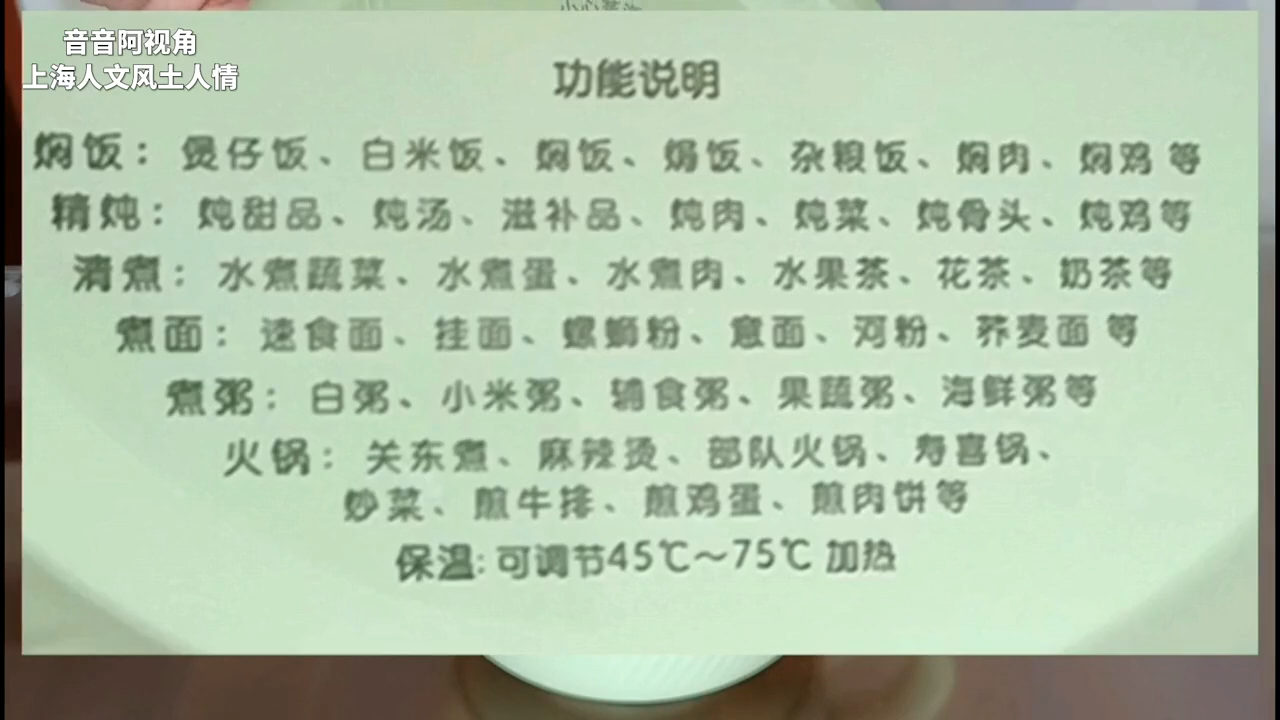 小心蒸汽
音音阿视角
上海人文风土人情
功能说明
焖饭：煲仔饭、白米饭、焖饭、焗饭、杂粮饭、焖肉、焖鸡 等
精炖：炖甜品、炖汤、滋补品、炖肉、炖菜、炖骨头、炖鸡等
清煮：水煮蔬菜、水煮蛋、水煮肉、水果茶、花茶、奶茶等
煮面：速食面、挂面、螺蛳粉、意面、河粉、荞麦面 等
煮粥：白粥、小米粥、辅食粥、果蔬粥、海鲜粥等
火锅：关东煮、麻辣烫、部队火锅、寿喜锅、
炒菜、煎牛排、煎鸡蛋、煎肉饼等
保温: 可调节45℃～75℃ 加热